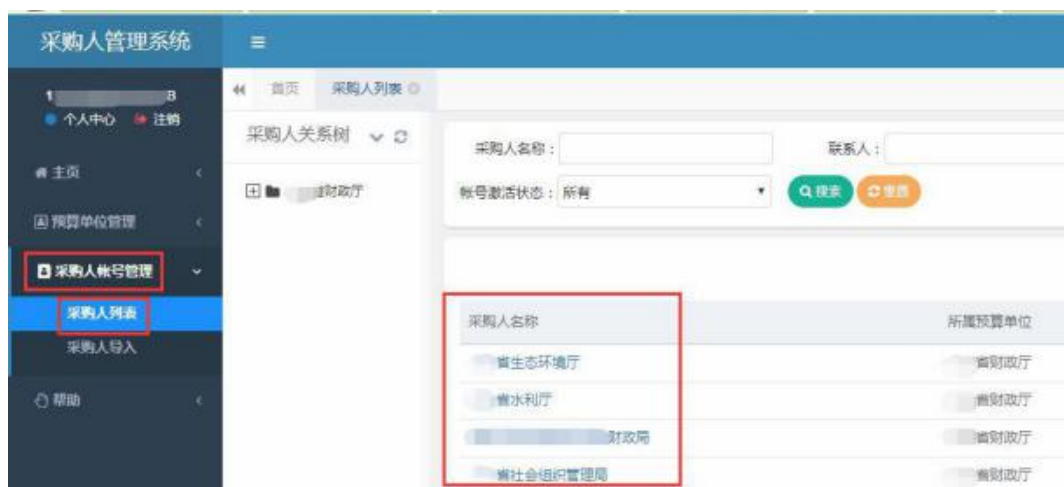 采购人管理系统
1 B
个人中心 注销
主页
预算单位管理
采购人帐号管理
采购人列表
采购人导入
帮助
首页 采购人列表
采购人关系树
财政厅
采购人名称：
联系人：
帐号激活状态： 所有
搜索 重置
采购人名称 所属预算单位
省生态环境厅 省财政厅
省水利厅 省财政厅
财政局 省财政厅
省社会组织管理局 省财政厅